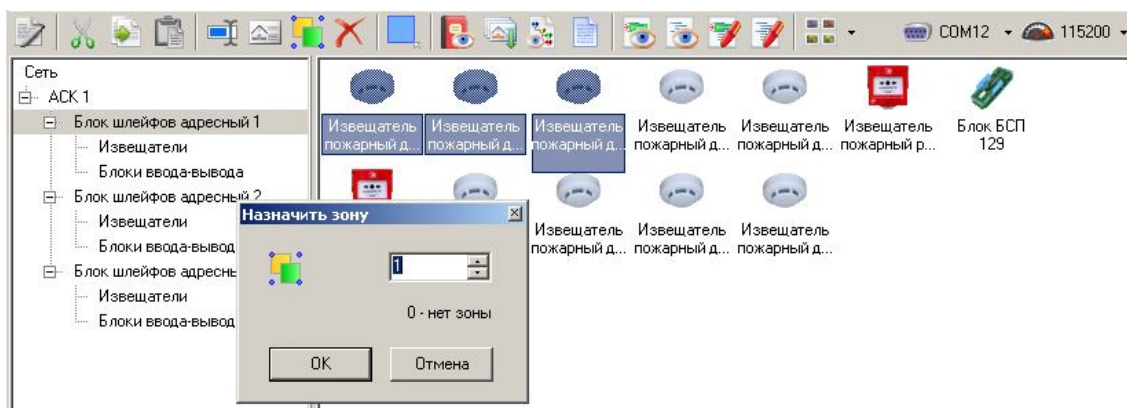 COM12 115200
Сеть
АСК 1
Блок шлейфов адресный 1
Извещатели
Блоки ввода-вывода
Блок шлейфов адресный 2
Извещатели
Блоки ввода-вывод
Блок шлейфов адреснь
Извещатели
Блоки ввода-вывод
Извещатель Извещатель Извещатель Извещатель Извещатель Извещатель Блок БСП
пожарный д... пожарный д... пожарный д... пожарный д... пожарный д... пожарный р... 129
Извещатель Извещатель Извещатель
пожарный д... пожарный д... пожарный д...
Назначить зону
1
0 - нет зоны
OK Отмена